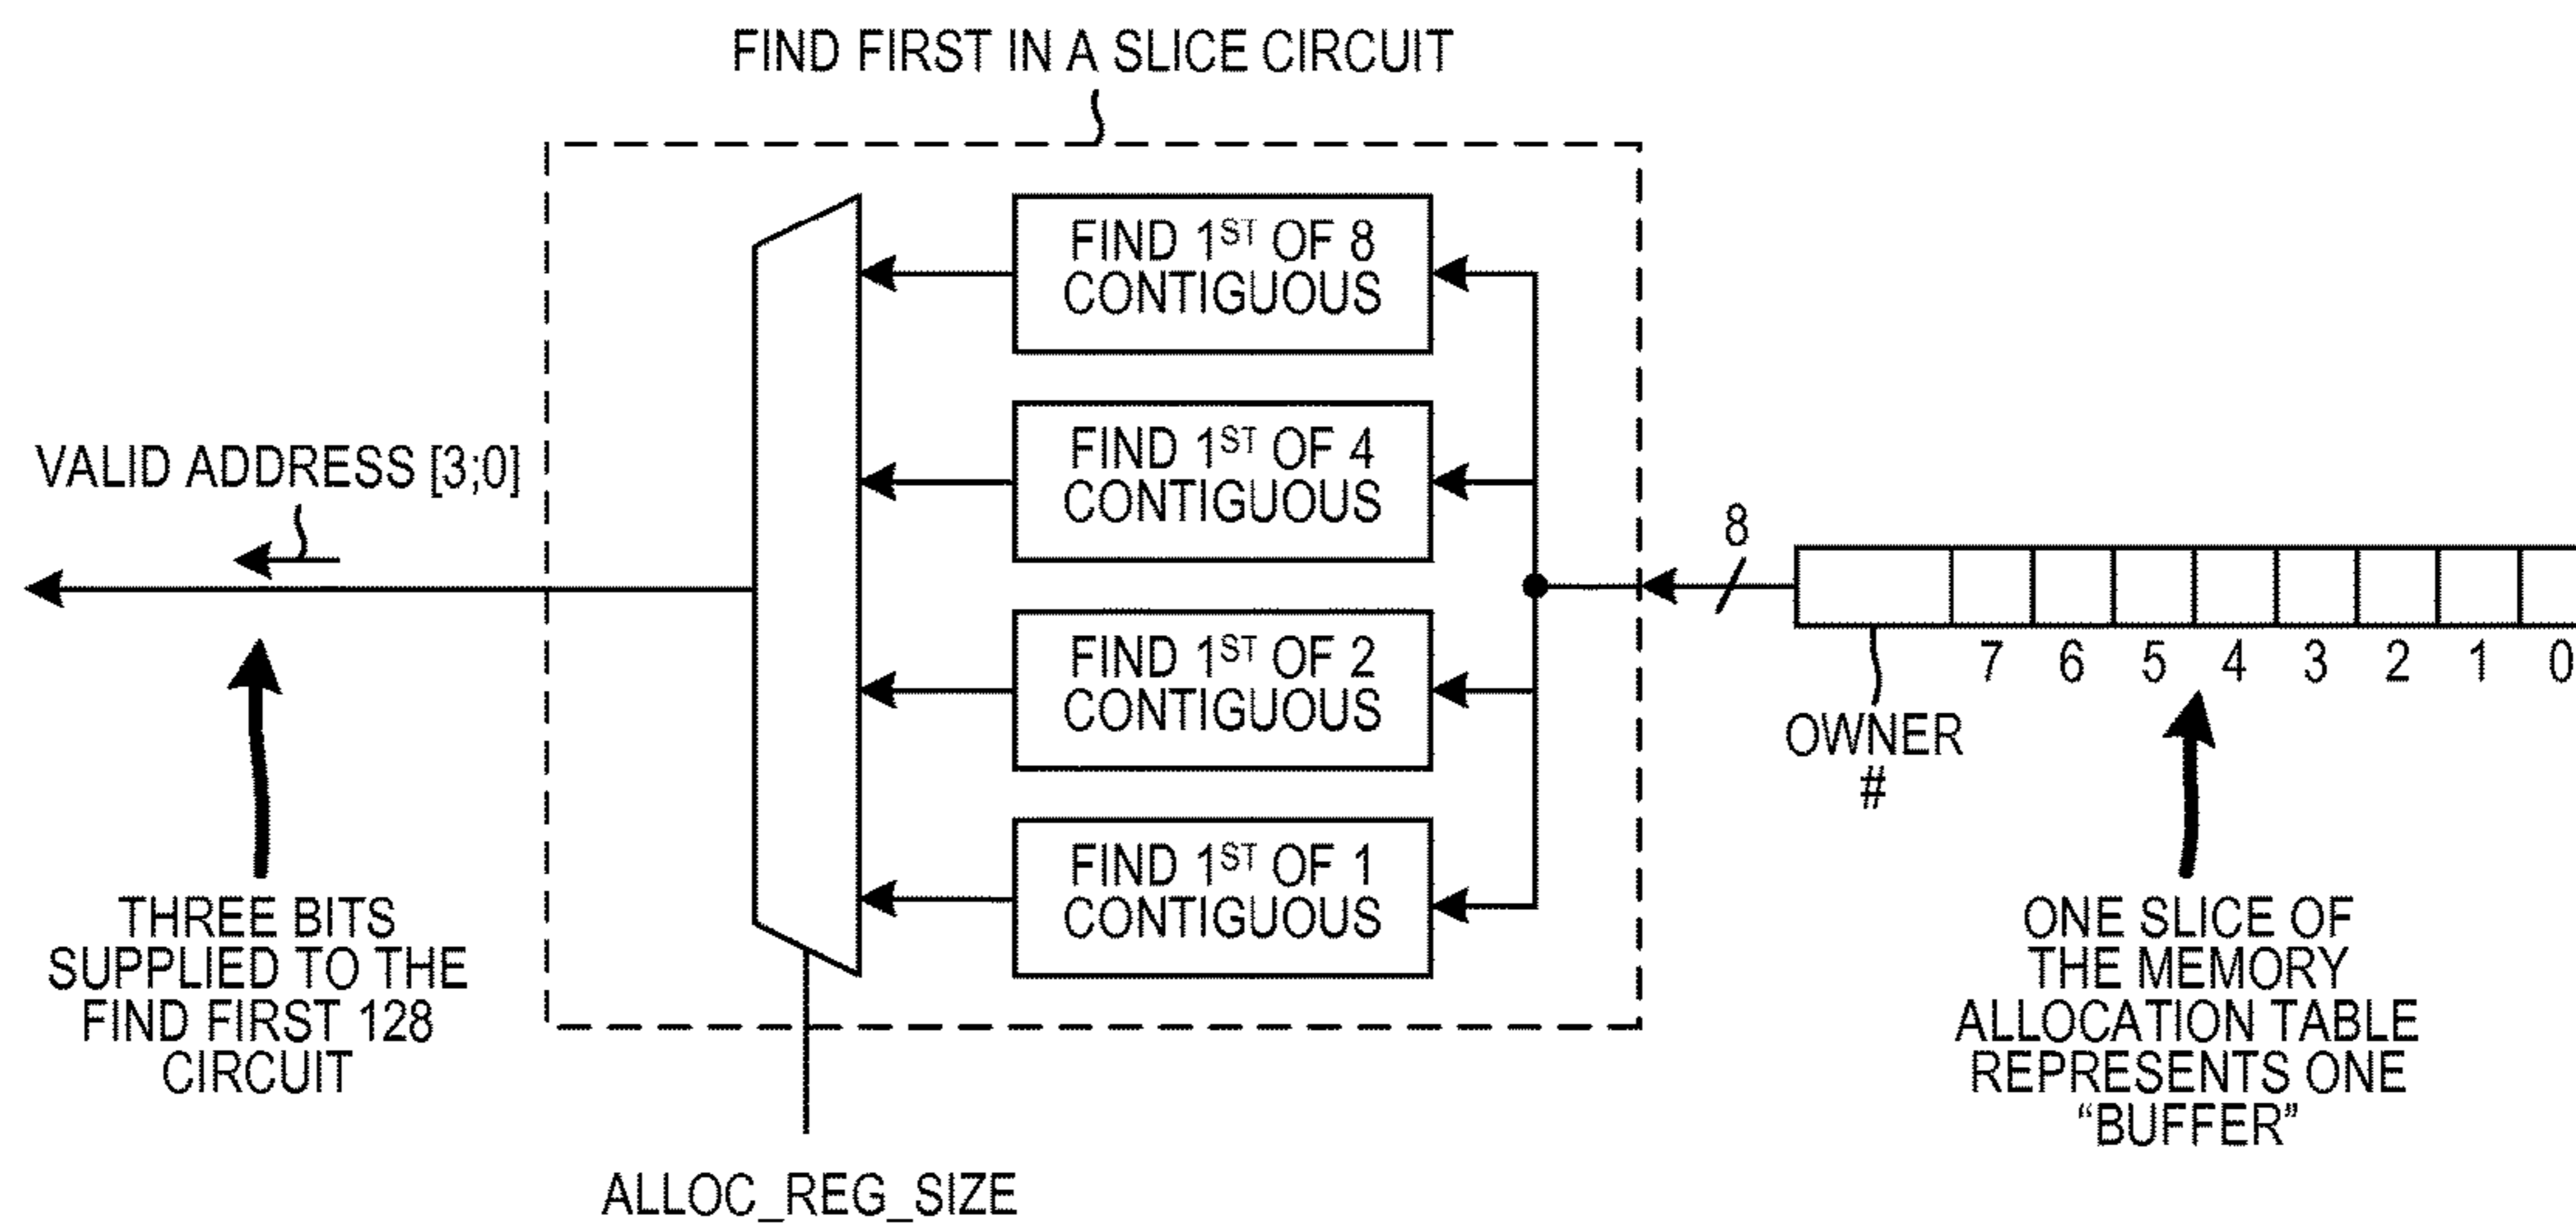 FIND FIRST IN A SLICE CIRCUIT
FIND 1ST OF 8
CONTIGUOUS
FIND 1ST OF 4
CONTIGUOUS
FIND 1ST OF 2
CONTIGUOUS
FIND 1ST OF 1
CONTIGUOUS
VALID ADDRESS [3;0]
THREE BITS
SUPPLIED TO THE
FIND FIRST 128
CIRCUIT
ALLOC_REG_SIZE
8
7 6 5 4 3 2 1 0
OWNER
#
ONE SLICE OF
THE MEMORY
ALLOCATION TABLE
REPRESENTS ONE
“BUFFER”